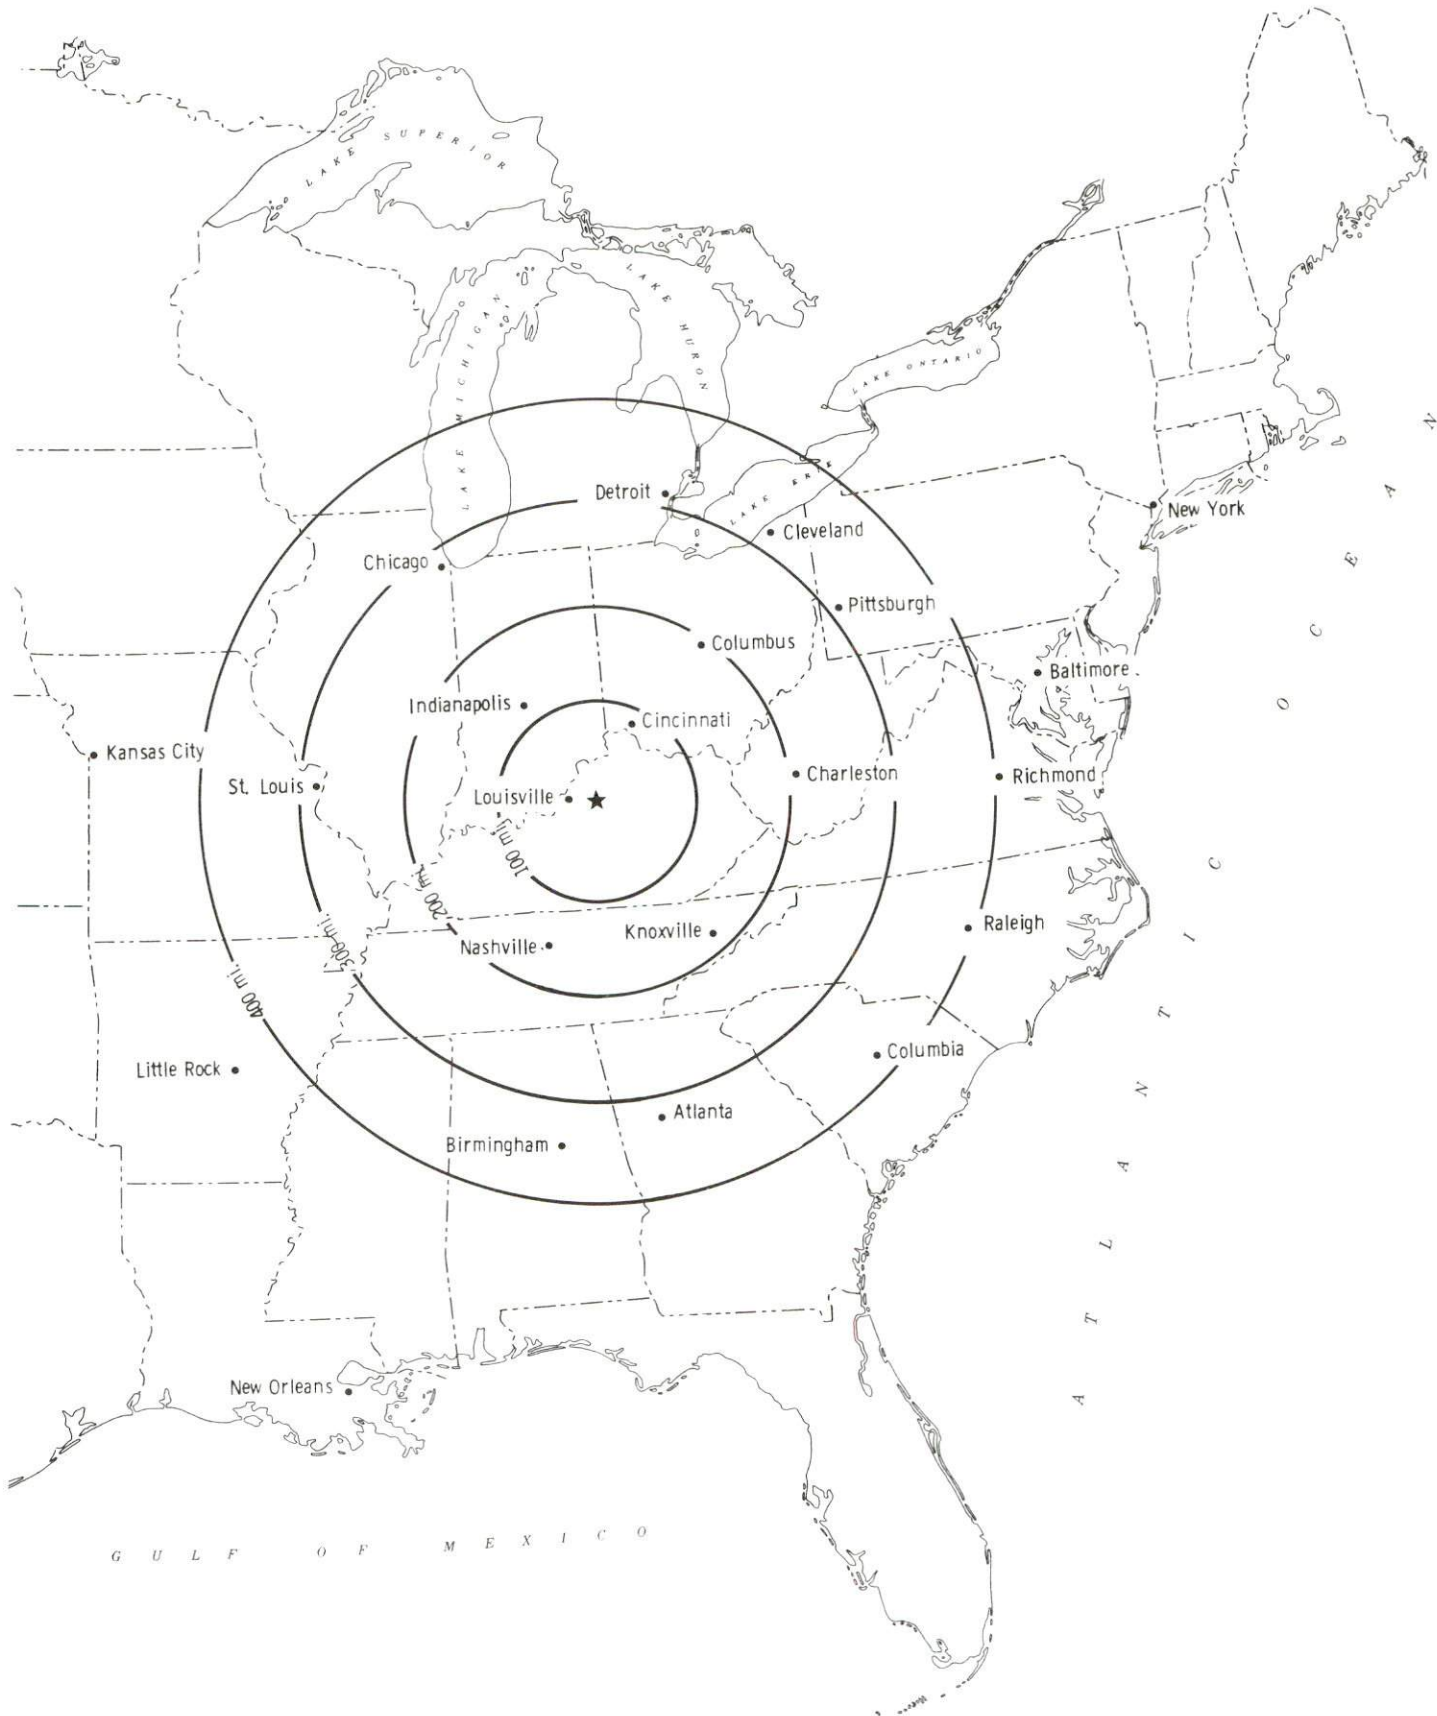 LAKE SUPERIOR
LAKE HURON
LAKE MICHIGAN
LAKE ONTARIO
LAKE ERIE
Detroit
New York
Cleveland
Chicago
Pittsburgh
Columbus
Baltimore
Indianapolis
Cincinnati
Kansas City
St. Louis
Charleston
Richmond
Louisville
100 mi.
200 mi.
300 mi.
400 mi.
Raleigh
Knoxville
Nashville
Columbia
Little Rock
Atlanta
Birmingham
New Orleans
ATLANTIC OCEAN
GULF OF MEXICO